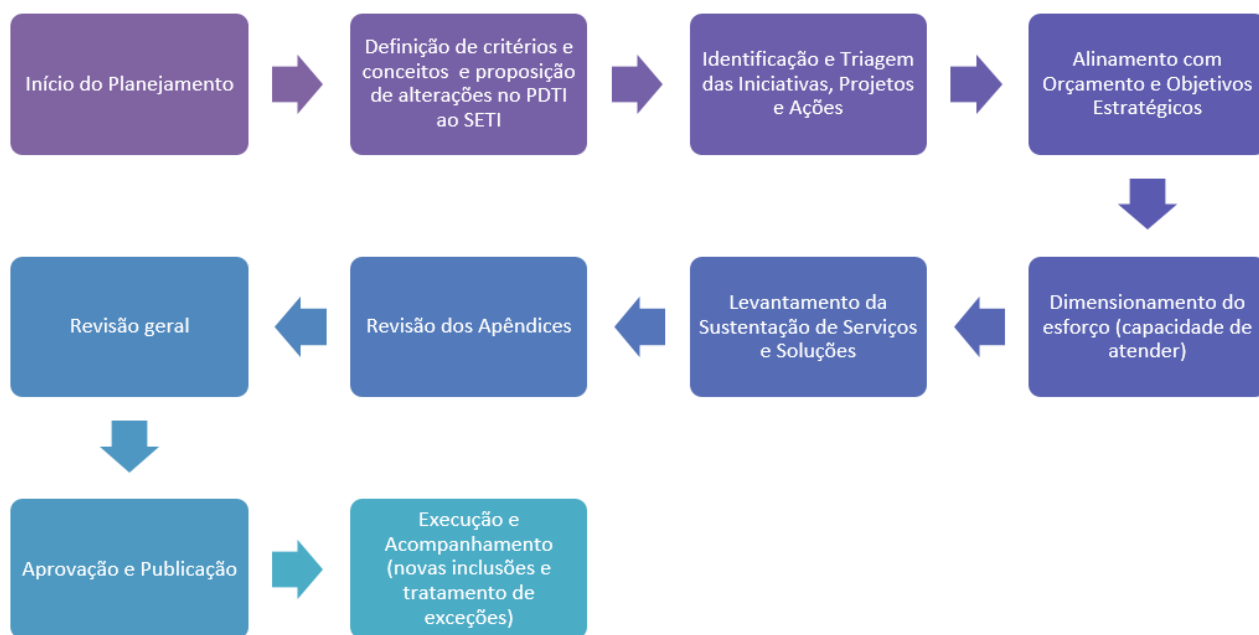 Início do Planejamento
Definição de critérios e
conceitos e proposição
de alterações no PDTI
ao SETI
Identificação e Triagem
das Iniciativas, Projetos
e Ações
Alinamento com
Orçamento e Objetivos
Estratégicos
Dimensionamento do
esforço (capacidade de
atender)
Levantamento da
Sustentação de Serviços
e Soluções
Revisão dos Apêndices
Revisão geral
Aprovação e Publicação
Execução e
Acompanhamento
(novas inclusões e
tratamento de
exceções)